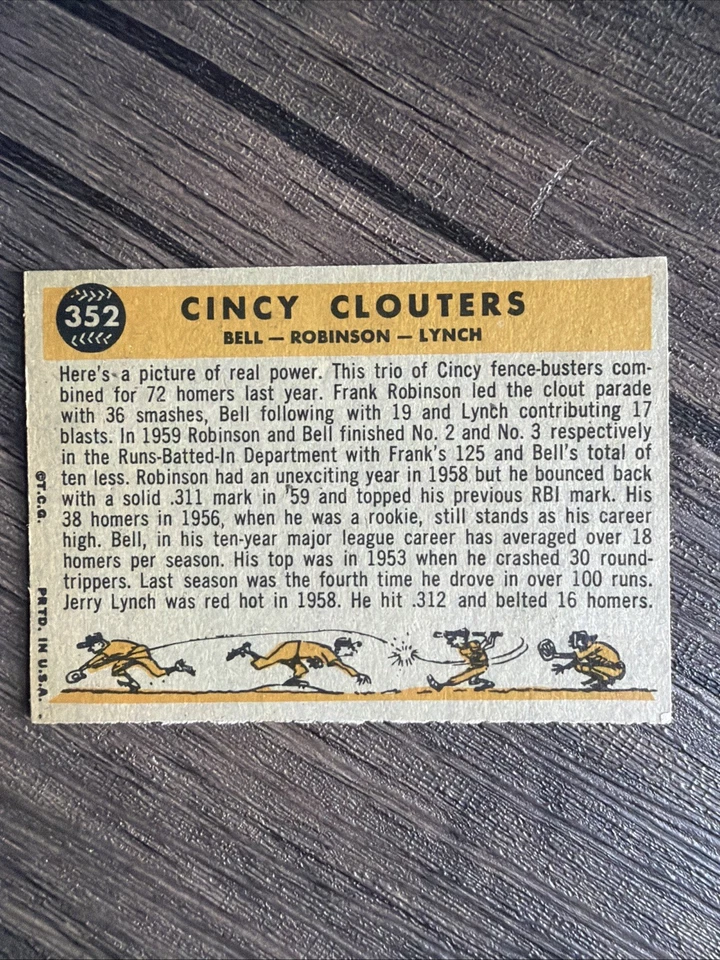 352
CINCY CLOUTERS
BELL — ROBINSON — LYNCH
Here's a picture of real power. This trio of Cincy fence-busters com-
bined for 72 homers last year. Frank Robinson led the clout parade
with 36 smashes, Bell following with 19 and Lynch contributing 17
blasts. In 1959 Robinson and Bell finished No. 2 and No. 3 respectively
in the Runs-Batted-In Department with Frank's 125 and Bell's total of
ten less. Robinson had an unexciting year in 1958 but he bounced back
with a solid .311 mark in '59 and topped his previous RBI mark. His
38 homers in 1956, when he was a rookie, still stands as his career
high. Bell, in his ten-year major league career has averaged over 18
homers per season. His top was in 1953 when he crashed 30 round-
trippers. Last season was the fourth time he drove in over 100 runs.
Jerry Lynch was red hot in 1958. He hit .312 and belted 16 homers.
©T.C.G. PRTD. IN U.S.A.